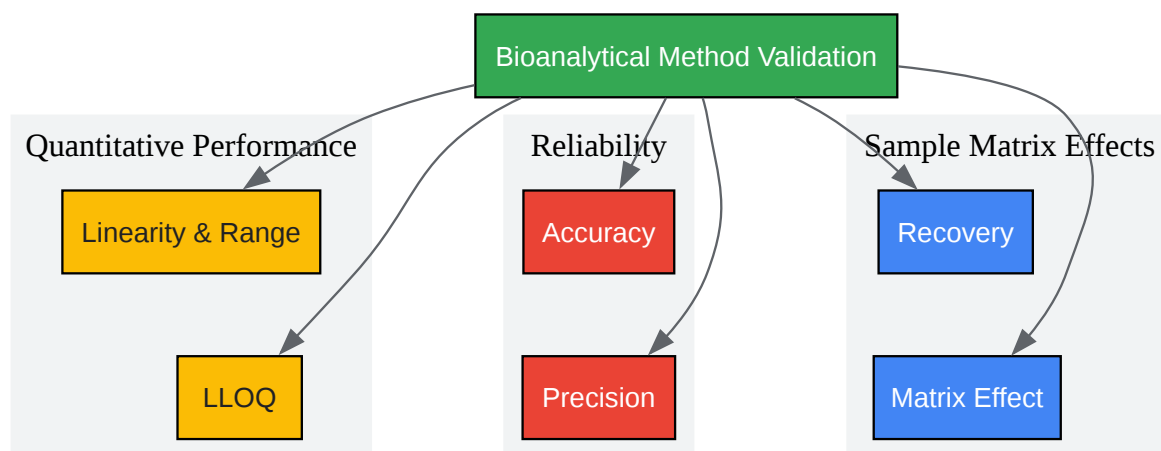 Bioanalytical Method Validation
Quantitative Performance
Reliability
Sample Matrix Effects
Linearity & Range
Accuracy
Recovery
LLOQ
Precision
Matrix Effect